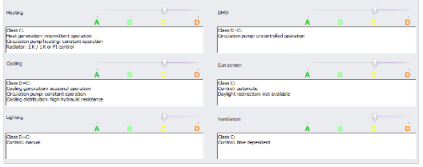 Heating
A B C D
Class C:
Heat generation: intermittent operation
Circulation pump heating: constant operation
Radiator: 2 K / 1 K or PI control
DHW
Class D=C:
Circulation pump: uncontrolled operation
Cooling
A B C D
Class D=C:
Cooling generation: seasonal operation
Circulation pump: constant operation
Cooling distribution: high hydraulic resistance
Sun screen
A B C D
Class C:
Control: automatic
Daylight redirection: not available
Lighting
A B C D
Class D=C:
Control: manual
Ventilation
A B C D
Class C:
Control: time dependent